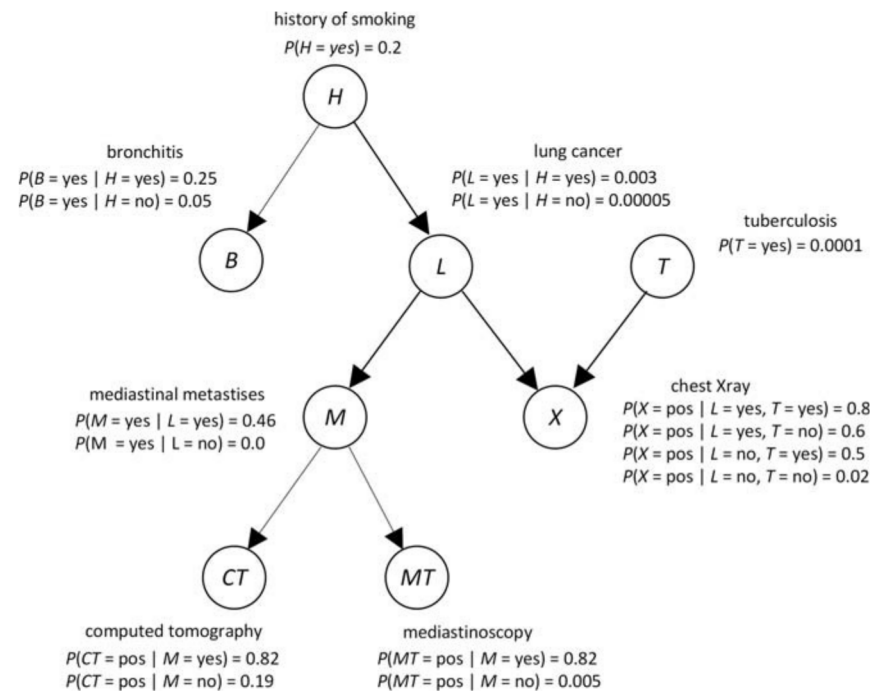 history of smoking
P(H = yes) = 0.2
H
bronchitis
P(B = yes | H = yes) = 0.25
P(B = yes | H = no) = 0.05
lung cancer
P(L = yes | H = yes) = 0.003
P(L = yes | H = no) = 0.00005
tuberculosis
P(T = yes) = 0.0001
B
L
T
mediastinal metastises
P(M = yes | L = yes) = 0.46
P(M = yes | L = no) = 0.0
M
X
chest Xray
P(X = pos | L = yes, T = yes) = 0.8
P(X = pos | L = yes, T = no) = 0.6
P(X = pos | L = no, T = yes) = 0.5
P(X = pos | L = no, T = no) = 0.02
CT
MT
computed tomography
P(CT = pos | M = yes) = 0.82
P(CT = pos | M = no) = 0.19
mediastinoscopy
P(MT = pos | M = yes) = 0.82
P(MT = pos | M = no) = 0.005